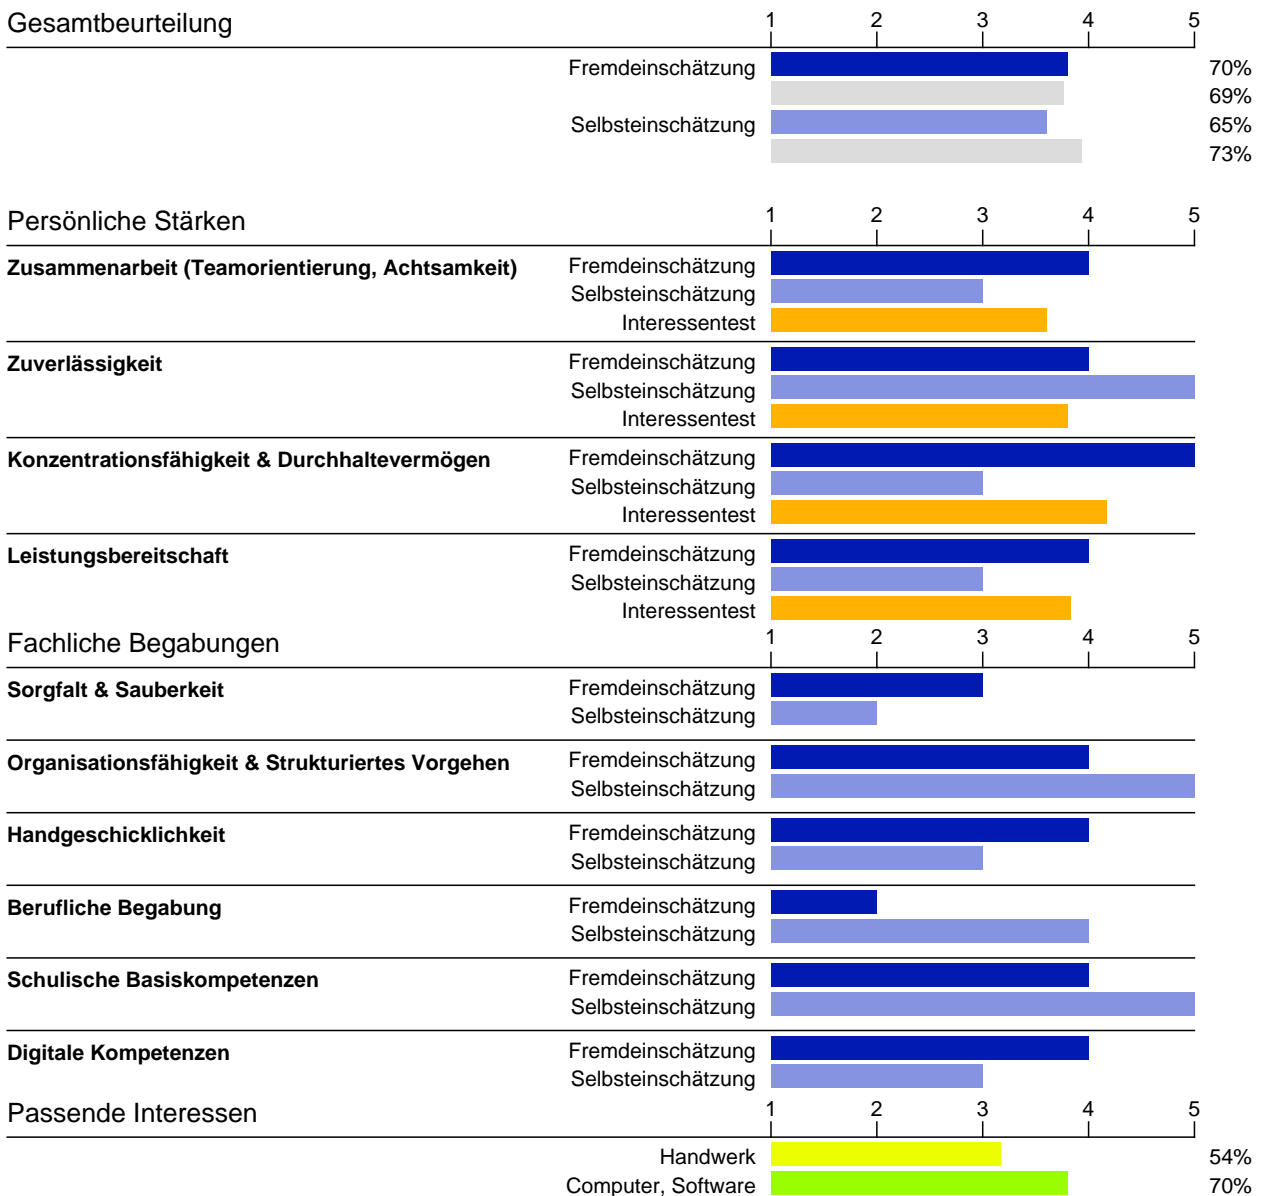 Gesamtbeurteilung 1 2 3 4 5
Fremdeinschätzung 70%
69%
Selbsteinschätzung 65%
73%
Persönliche Stärken 1 2 3 4 5
Zusammenarbeit (Teamorientierung, Achtsamkeit) Fremdeinschätzung
Selbsteinschätzung
Interessentest
Zuverlässigkeit Fremdeinschätzung
Selbsteinschätzung
Interessentest
Konzentrationsfähigkeit & Durchhaltevermögen Fremdeinschätzung
Selbsteinschätzung
Interessentest
Leistungsbereitschaft Fremdeinschätzung
Selbsteinschätzung
Interessentest
Fachliche Begabungen 1 2 3 4 5
Sorgfalt & Sauberkeit Fremdeinschätzung
Selbsteinschätzung
Organisationsfähigkeit & Strukturiertes Vorgehen Fremdeinschätzung
Selbsteinschätzung
Handgeschicklichkeit Fremdeinschätzung
Selbsteinschätzung
Berufliche Begabung Fremdeinschätzung
Selbsteinschätzung
Schulische Basiskompetenzen Fremdeinschätzung
Selbsteinschätzung
Digitale Kompetenzen Fremdeinschätzung
Selbsteinschätzung
Passende Interessen 1 2 3 4 5
Handwerk 54%
Computer, Software 70%